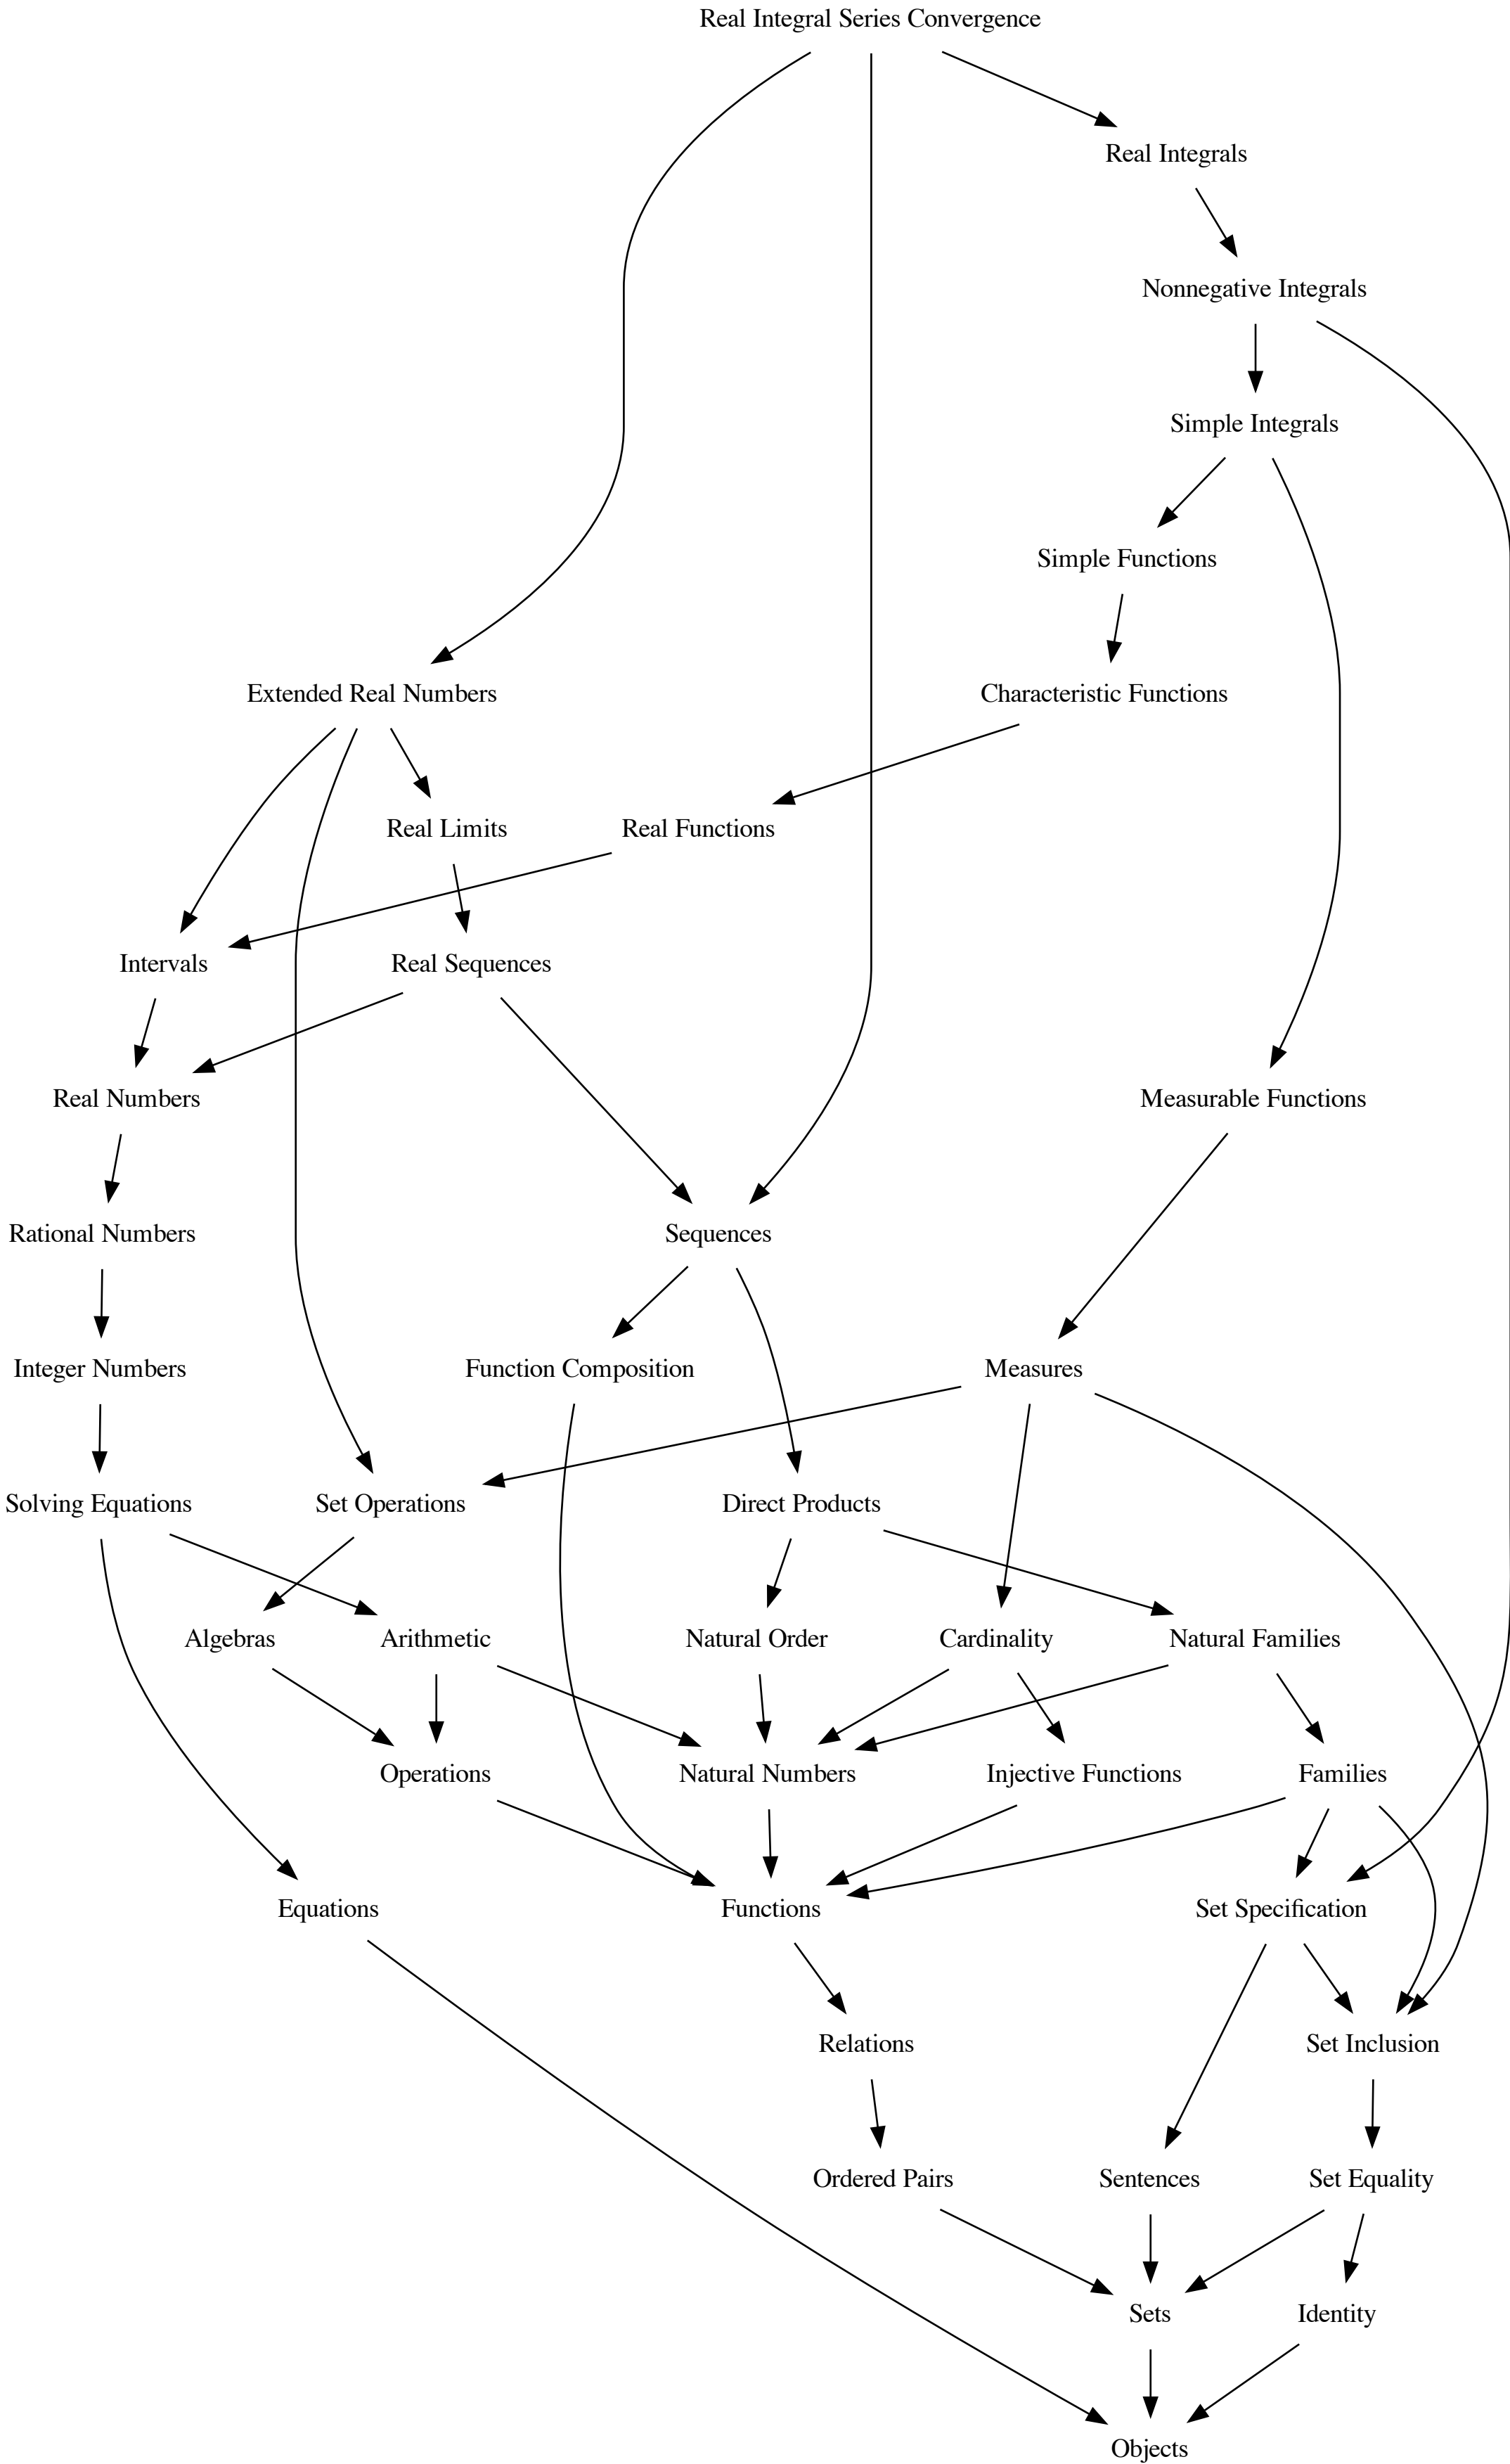 Real Integral Series Convergence
Real Integrals
Nonnegative Integrals
Simple Integrals
Simple Functions
Extended Real Numbers
Characteristic Functions
Real Limits
Real Functions
Intervals
Real Sequences
Real Numbers
Measurable Functions
Rational Numbers
Sequences
Integer Numbers
Function Composition
Measures
Solving Equations
Set Operations
Direct Products
Algebras
Arithmetic
Natural Order
Cardinality
Natural Families
Operations
Natural Numbers
Injective Functions
Families
Equations
Functions
Set Specification
Relations
Set Inclusion
Ordered Pairs
Sentences
Set Equality
Sets
Identity
Objects